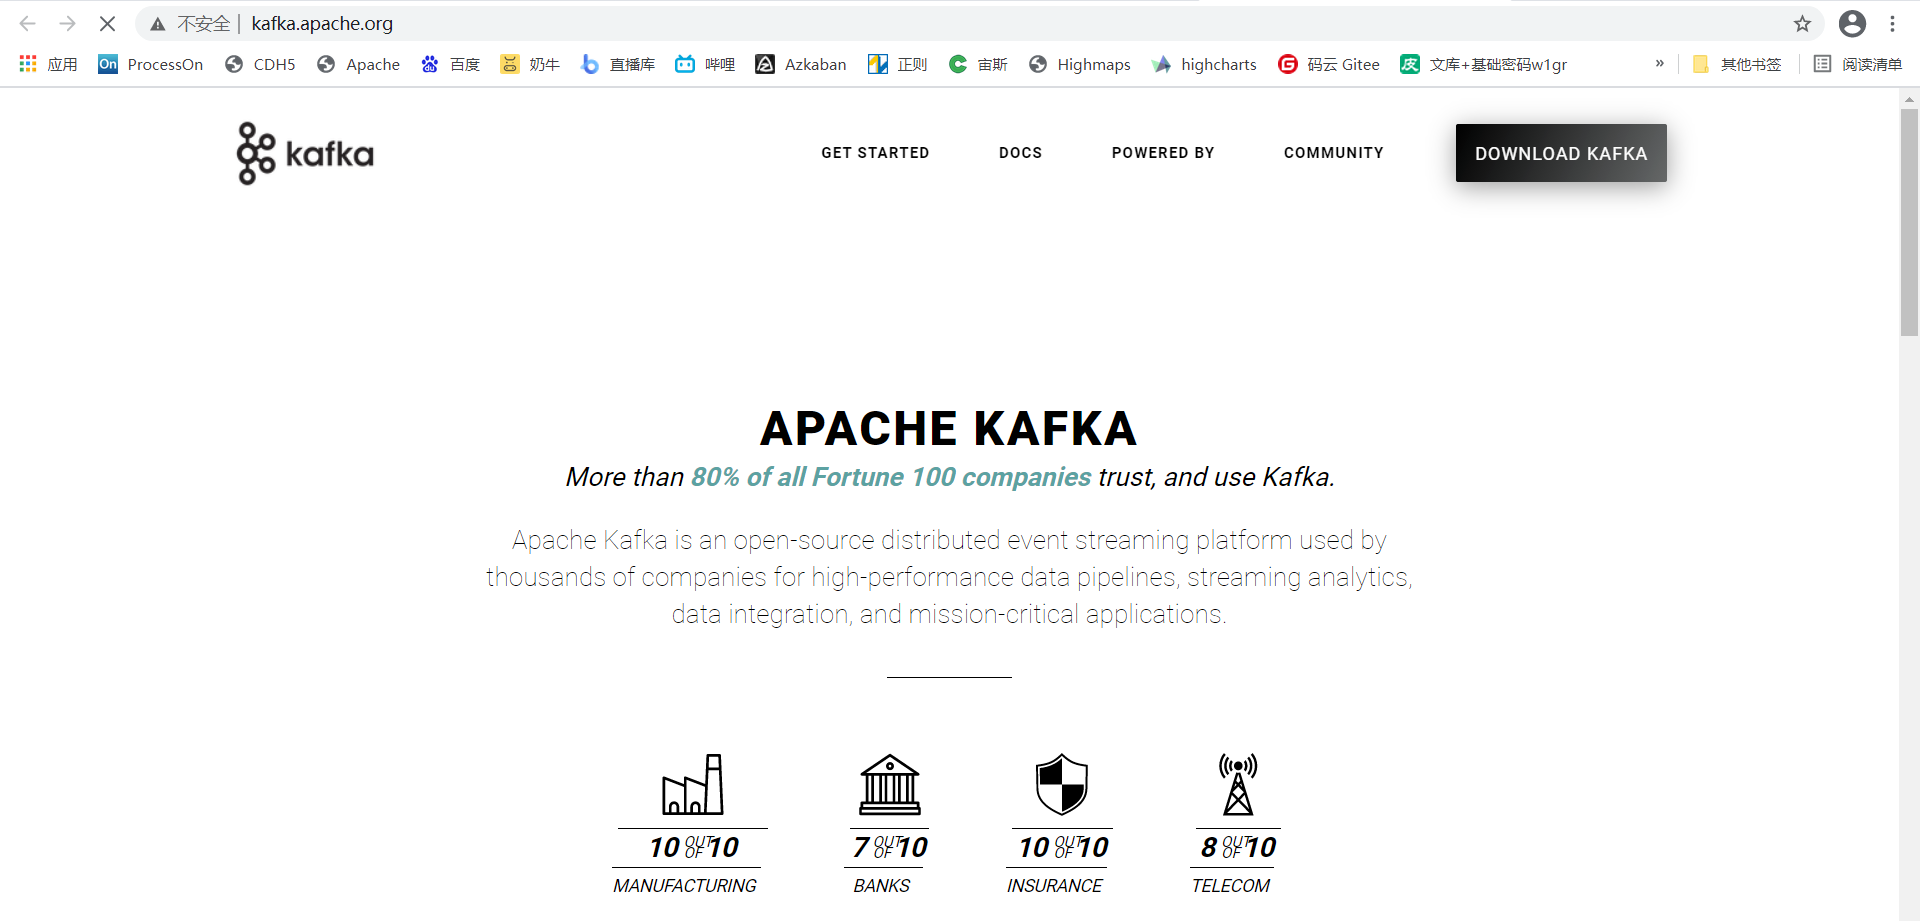 不安全 | kafka.apache.org
应用 ProcessOn CDH5 Apache 百度 奶牛 直播库 哔哩 Azkaban 正则 宙斯 Highmaps highcharts 码云 Gitee 文库+基础密码w1gr » 其他书签 阅读清单
kafka GET STARTED DOCS POWERED BY COMMUNITY DOWNLOAD KAFKA
APACHE KAFKA
More than 80% of all Fortune 100 companies trust, and use Kafka.
Apache Kafka is an open-source distributed event streaming platform used by
thousands of companies for high-performance data pipelines, streaming analytics,
data integration, and mission-critical applications.
10 OUT OF 10 7 OUT OF 10 10 OUT OF 10 8 OUT OF 10
MANUFACTURING BANKS INSURANCE TELECOM